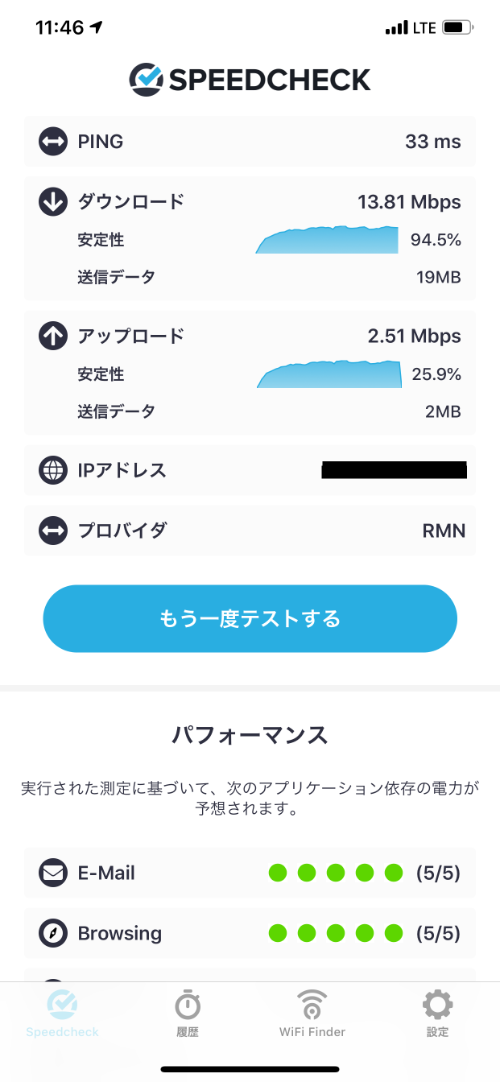 11:46
LTE
SPEEDCHECK
PING 33 ms
ダウンロード 13.81 Mbps
安定性 94.5%
送信データ 19MB
アップロード 2.51 Mbps
安定性 25.9%
送信データ 2MB
IPアドレス
プロバイダ RMN
もう一度テストする
パフォーマンス
実行された測定に基づいて、次のアプリケーション依存の電力が
予想されます。
E-Mail (5/5)
Browsing (5/5)
Speedcheck 履歴 WiFi Finder 設定